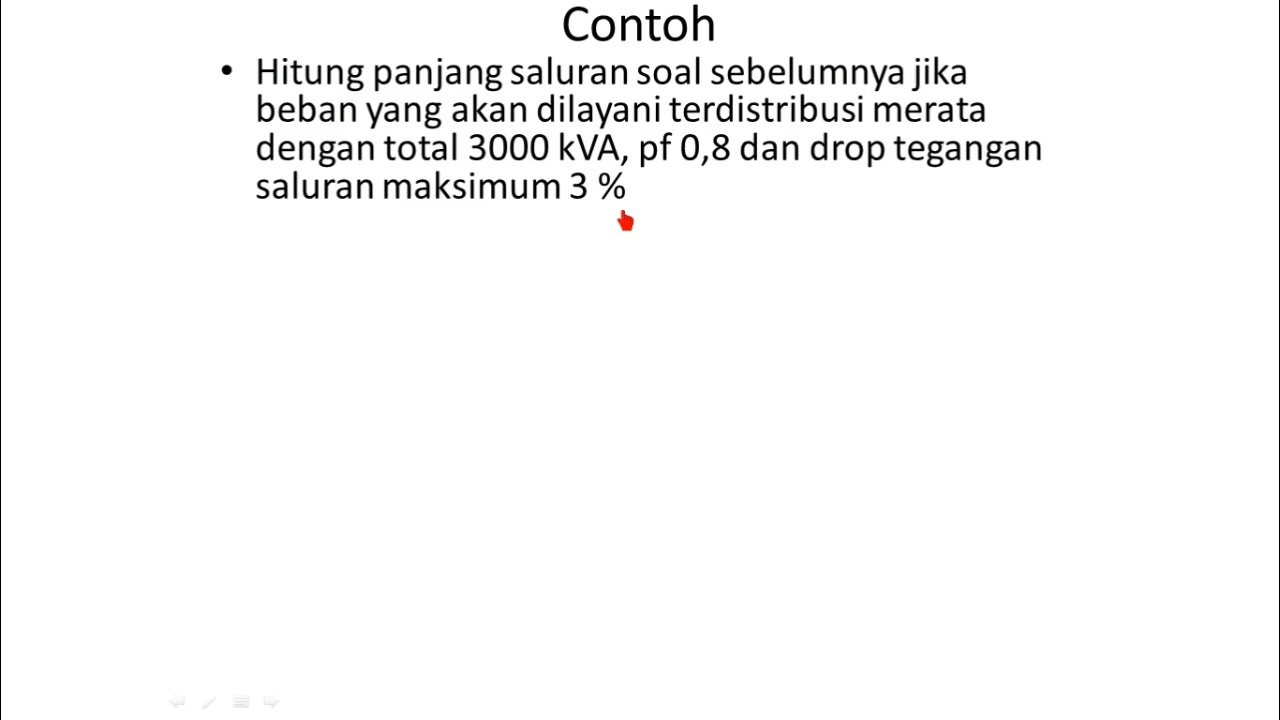 Contoh
• Hitung panjang saluran soal sebelumnya jika
beban yang akan dilayani terdistribusi merata
dengan total 3000 kVA, pf 0,8 dan drop tegangan
saluran maksimum 3 %